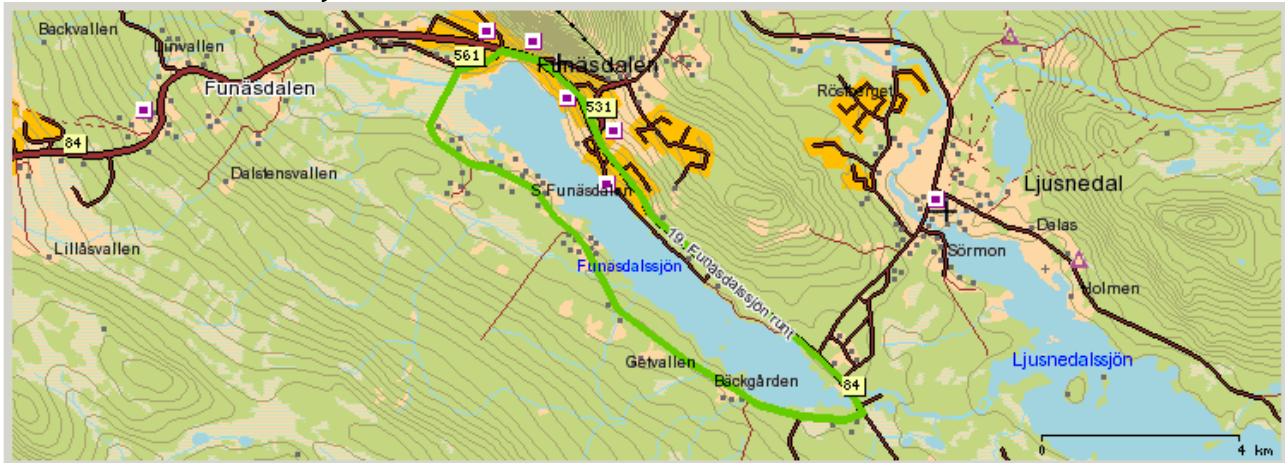 Backvallen
Linvallen
Funäsdalen
84
561
Funäsdalen
531
Röstberget
Ljusnedal
Dalas
Sörmon
Holmen
Dalstensvallen
S Funäsdalen
Lillåsvallen
Funäsdalssjön
19. Funäsdalssjön runt
Getvallen
Bäckgården
84
Ljusnedalssjön
0
4 km